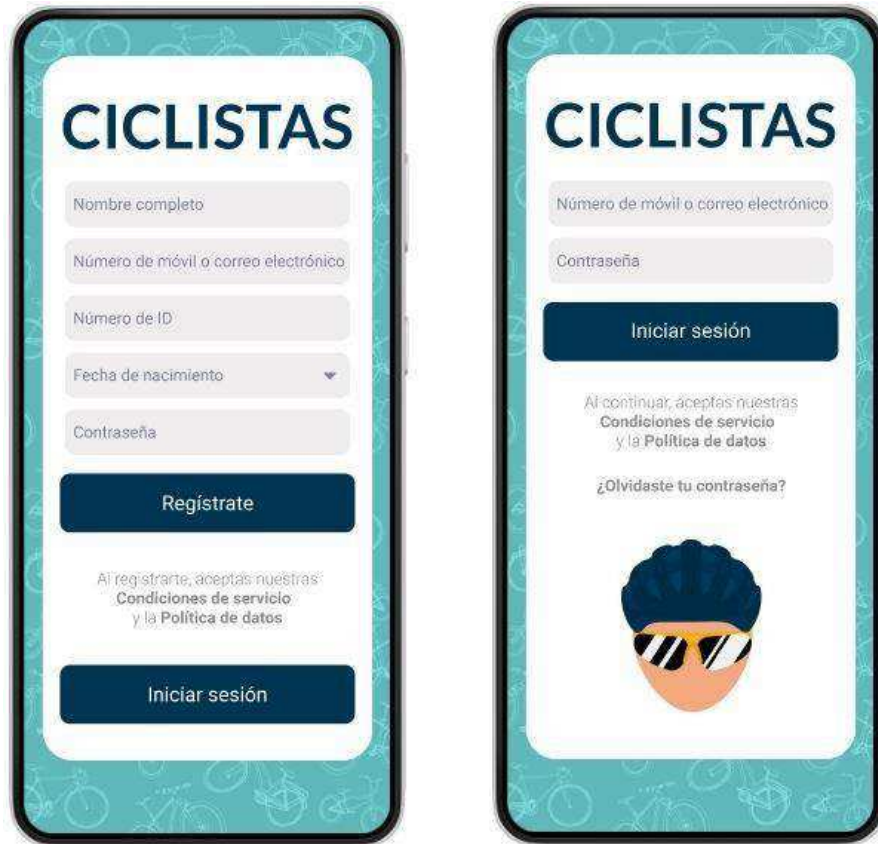 CICLISTAS
Nombre completo
Número de móvil o correo electrónico
Número de ID
Fecha de nacimiento
Contraseña
Regístrate
Al registrarte, aceptas nuestras
Condiciones de servicio
y la Política de datos
Iniciar sesión
CICLISTAS
Número de móvil o correo electrónico
Contraseña
Iniciar sesión
Al continuar, aceptas nuestras
Condiciones de servicio
y la Política de datos
¿Olvidaste tu contraseña?